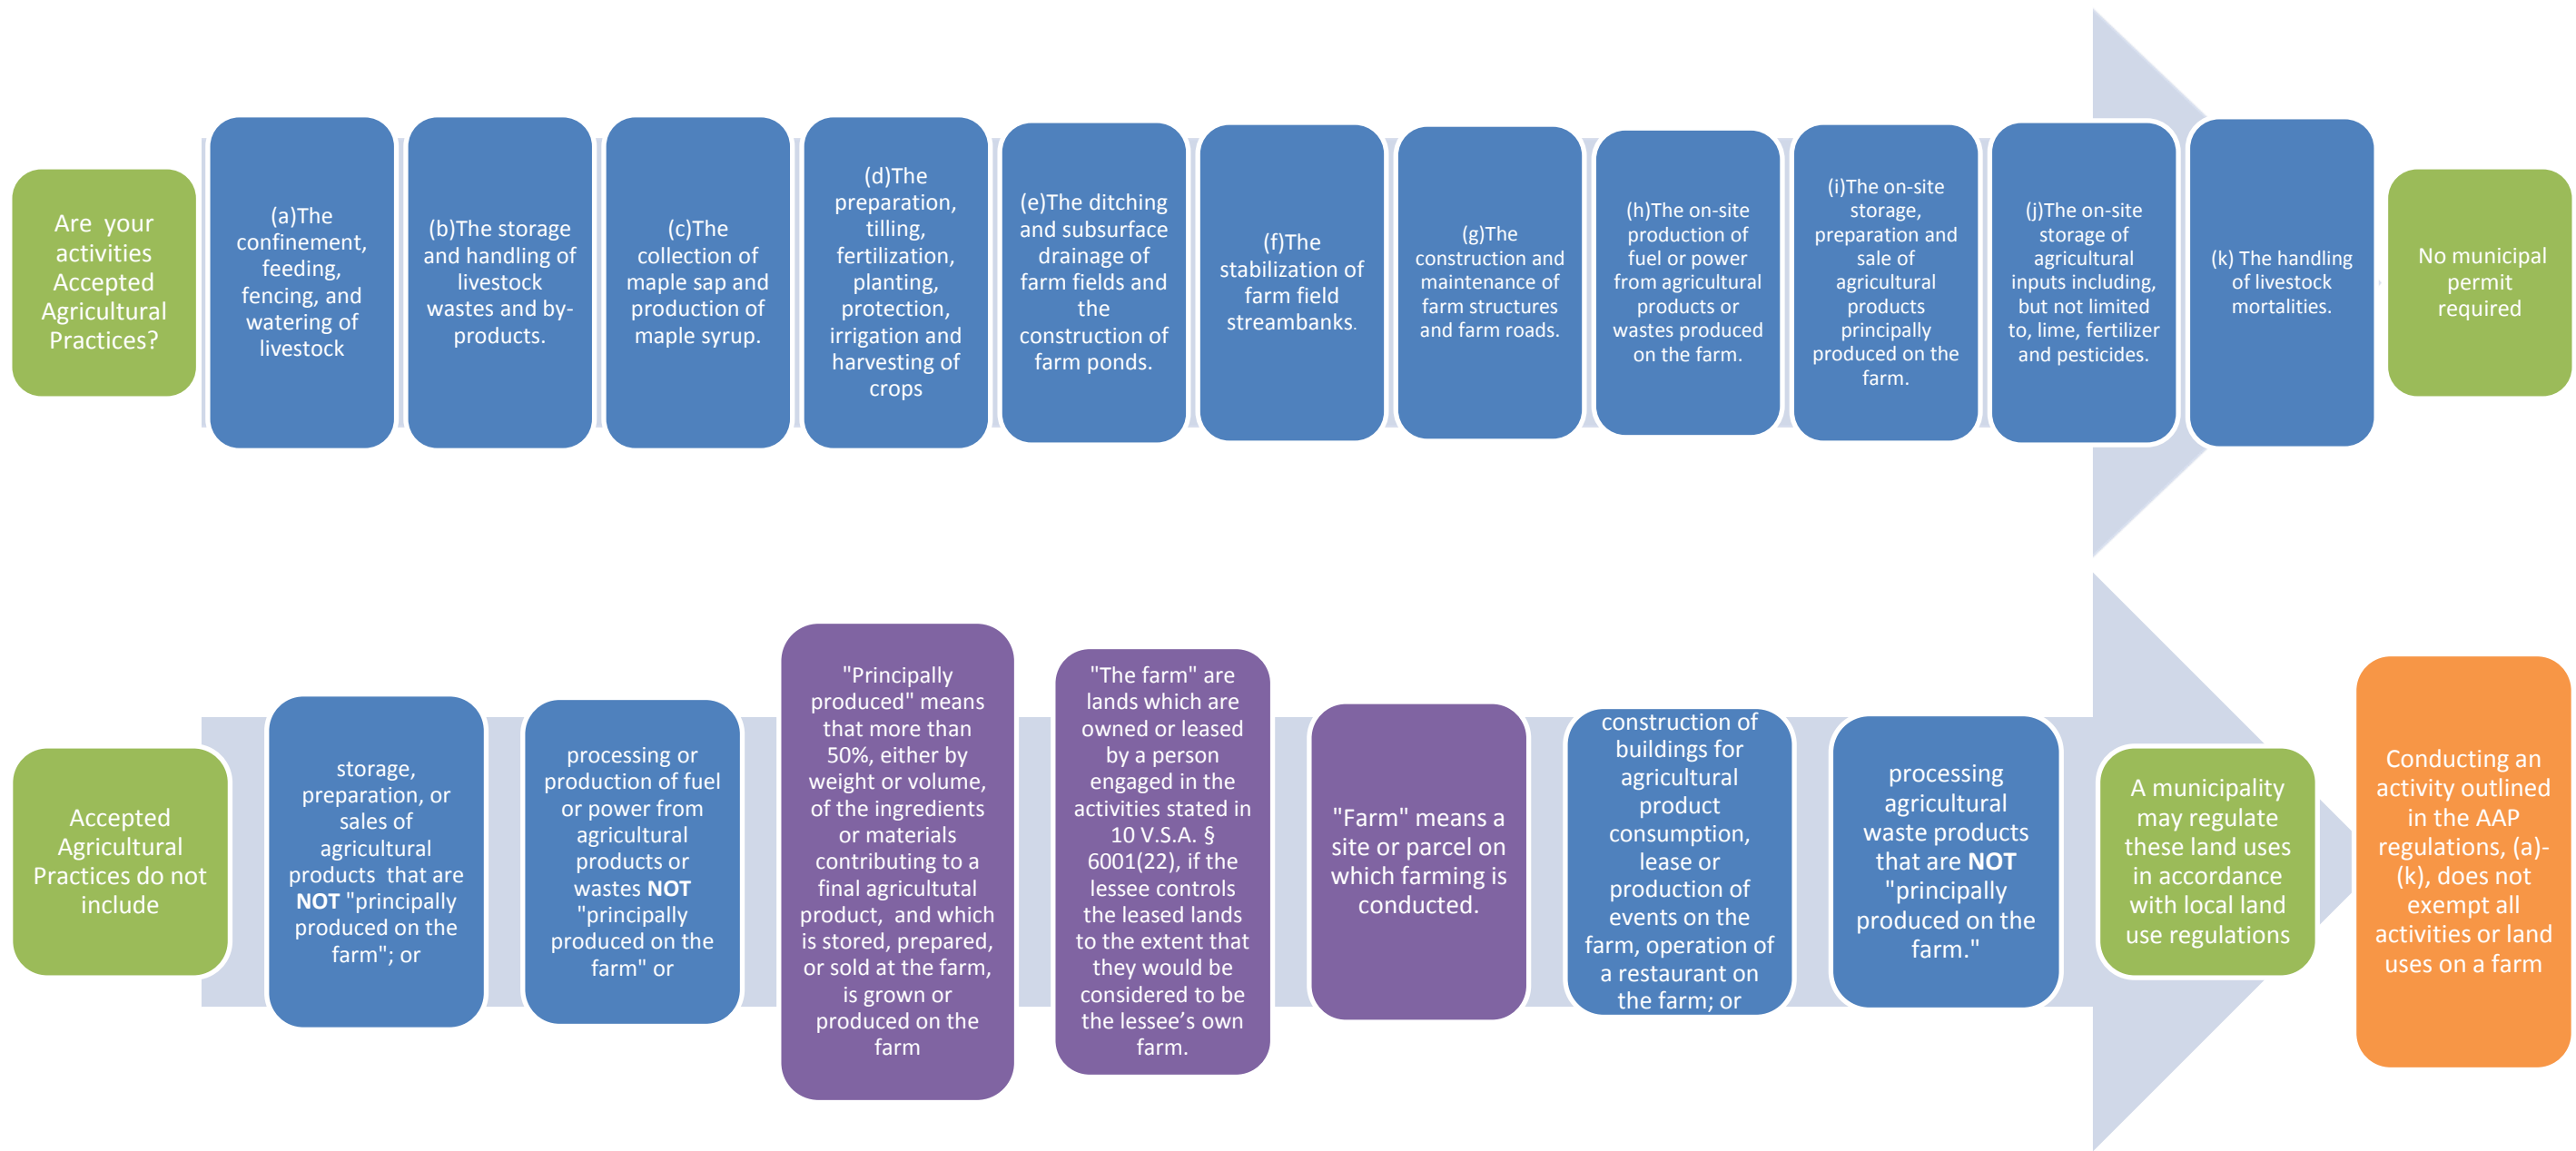 Are your
activities
Accepted
Agricultural
Practices?
(a)The
confinement,
feeding,
fencing, and
watering of
livestock
(b)The storage
and handling of
livestock
wastes and by-
products.
(c)The
collection of
maple sap and
production of
maple syrup.
(d)The
preparation,
tilling,
fertilization,
planting,
protection,
irrigation and
harvesting of
crops
(e)The ditching
and subsurface
drainage of
farm fields and
the
construction of
farm ponds.
(f)The
stabilization of
farm field
streambanks.
(g)The
construction and
maintenance of
farm structures
and farm roads.
(h)The on-site
production of
fuel or power
from agricultural
products or
wastes produced
on the farm.
(i)The on-site
storage,
preparation and
sale of
agricultural
products
principally
produced on the
farm.
(j)The on-site
storage of
agricultural
inputs including,
but not limited
to, lime, fertilizer
and pesticides.
(k) The handling
of livestock
mortalities.
No municipal
permit
required
Accepted
Agricultural
Practices do not
include
storage,
preparation, or
sales of
agricultural
products that are
NOT "principally
produced on the
farm"; or
processing or
production of fuel
or power from
agricultural
products or
wastes NOT
"principally
produced on the
farm" or
"Principally
produced" means
that more than
50%, either by
weight or volume,
of the ingredients
or materials
contributing to a
final agricultutal
product, and which
is stored, prepared,
or sold at the farm,
is grown or
produced on the
farm
"The farm" are
lands which are
owned or leased
by a person
engaged in the
activities stated in
10 V.S.A. §
6001(22), if the
lessee controls
the leased lands
to the extent that
they would be
considered to be
the lessee’s own
farm.
"Farm" means a
site or parcel on
which farming is
conducted.
construction of
buildings for
agricultural
product
consumption,
lease or
production of
events on the
farm, operation of
a restaurant on
the farm; or
processing
agricultural
waste products
that are NOT
"principally
produced on the
farm."
A municipality
may regulate
these land uses
in accordance
with local land
use regulations
Conducting an
activity outlined
in the AAP
regulations, (a)-
(k), does not
exempt all
activities or land
uses on a farm